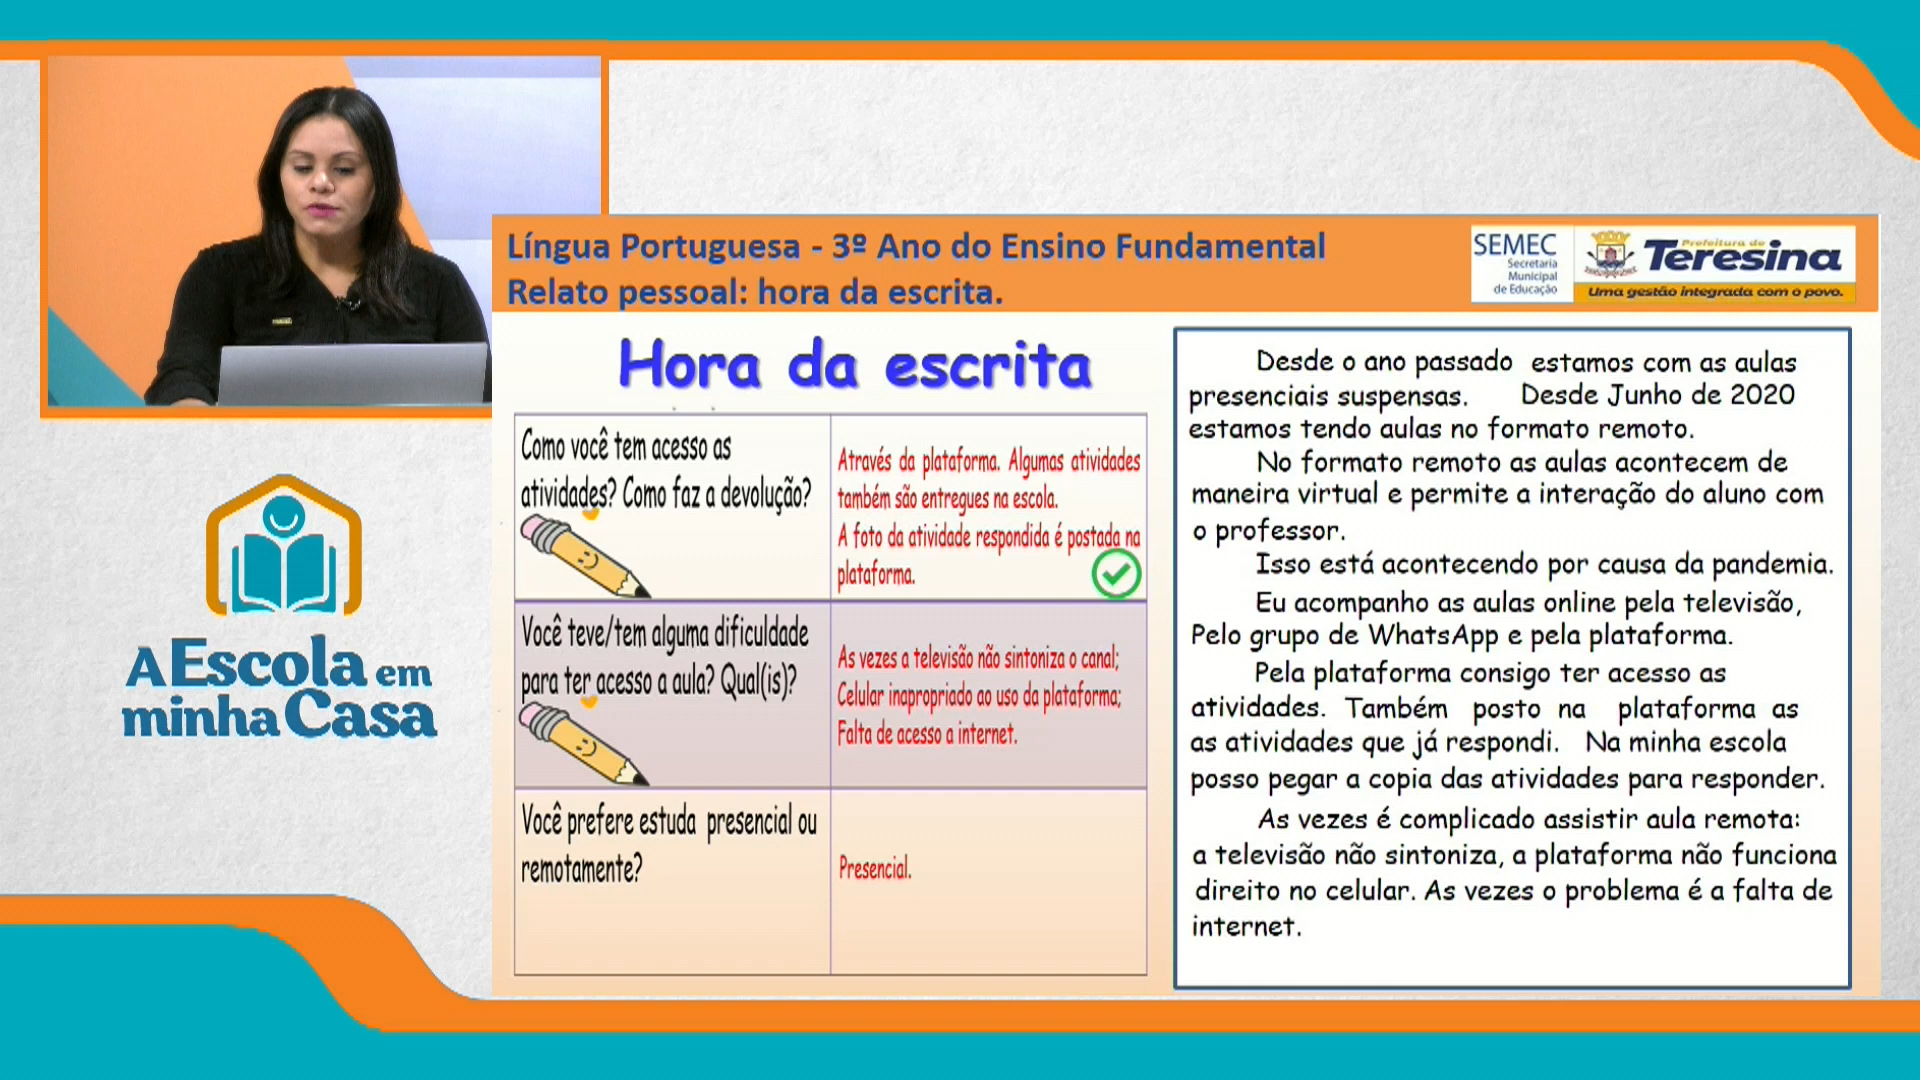 Língua Portuguesa - 3º Ano do Ensino Fundamental
Relato pessoal: hora da escrita.
SEMEC
Secretaria
Municipal
de Educação
Prefeitura de
Teresina
Uma gestão integrada com o povo.
Hora da escrita
Como você tem acesso as
atividades? Como faz a devolução?
Através da plataforma. Algumas atividades
também são entregues na escola.
A foto da atividade respondida é postada na
plataforma.
Você teve/tem alguma dificuldade
para ter acesso a aula? Qual(is)?
As vezes a televisão não sintoniza o canal;
Celular inapropriado ao uso da plataforma;
Falta de acesso a internet.
Você prefere estuda presencial ou
remotamente?
Presencial.
Desde o ano passado estamos com as aulas
presenciais suspensas. Desde Junho de 2020
estamos tendo aulas no formato remoto.
No formato remoto as aulas acontecem de
maneira virtual e permite a interação do aluno com
o professor.
Isso está acontecendo por causa da pandemia.
Eu acompanho as aulas online pela televisão,
Pelo grupo de WhatsApp e pela plataforma.
Pela plataforma consigo ter acesso as
atividades. Também posto na plataforma as
as atividades que já respondi. Na minha escola
posso pegar a copia das atividades para responder.
As vezes é complicado assistir aula remota:
a televisão não sintoniza, a plataforma não funciona
direito no celular. As vezes o problema é a falta de
internet.
A Escola em
minha Casa